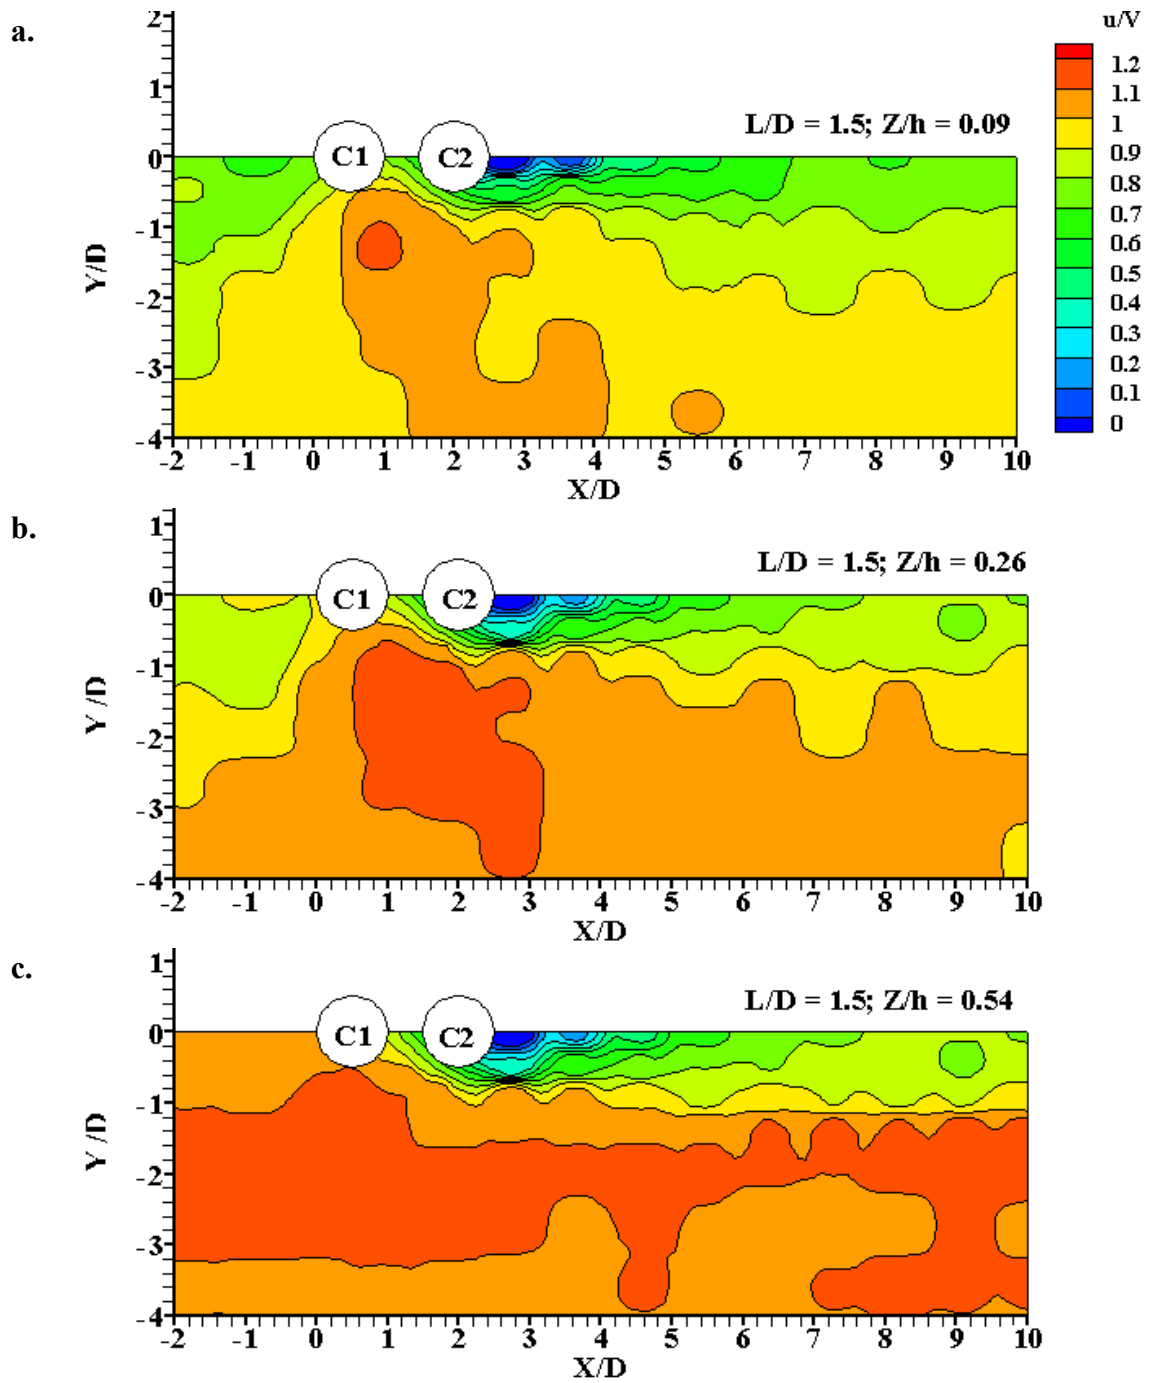 a.
u/V
2
1
0
-1
-2
-3
-4
Y/D
L/D = 1.5; Z/h = 0.09
C1
C2
1.2
1.1
1
0.9
0.8
0.7
0.6
0.5
0.4
0.3
0.2
0.1
0
-2 -1 0 1 2 3 4 5 6 7 8 9 10
X/D
b.
1
0
-1
-2
-3
-4
Y/D
L/D = 1.5; Z/h = 0.26
C1
C2
-2 -1 0 1 2 3 4 5 6 7 8 9 10
X/D
c.
1
0
-1
-2
-3
-4
Y/D
L/D = 1.5; Z/h = 0.54
C1
C2
-2 -1 0 1 2 3 4 5 6 7 8 9 10
X/D